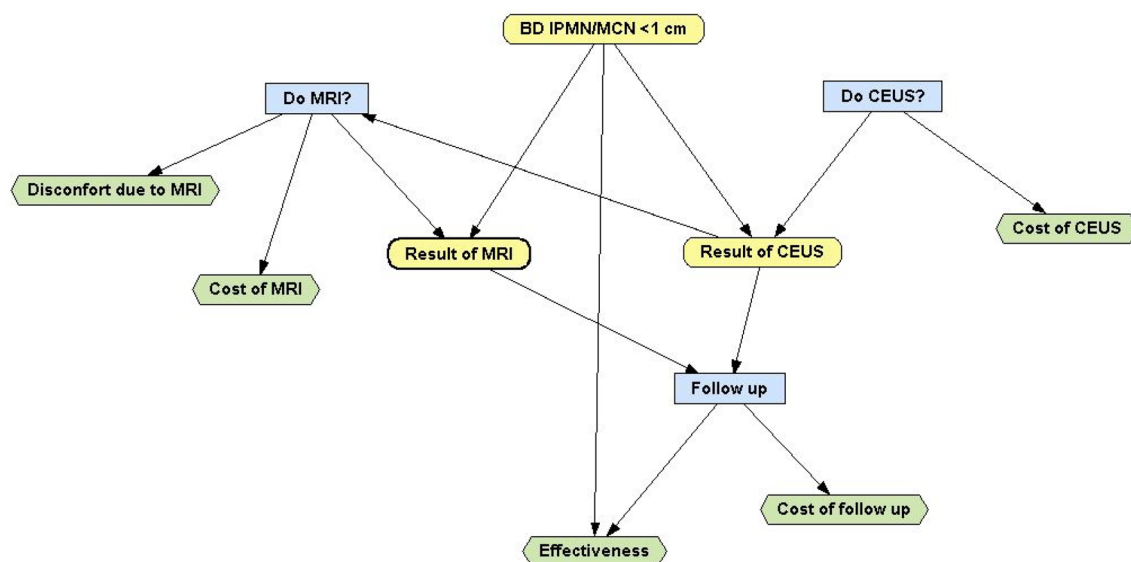 BD IPMN/MCN <1 cm
Do MRI?
Do CEUS?
Disconfort due to MRI
Cost of CEUS
Result of MRI
Result of CEUS
Cost of MRI
Follow up
Cost of follow up
Effectiveness